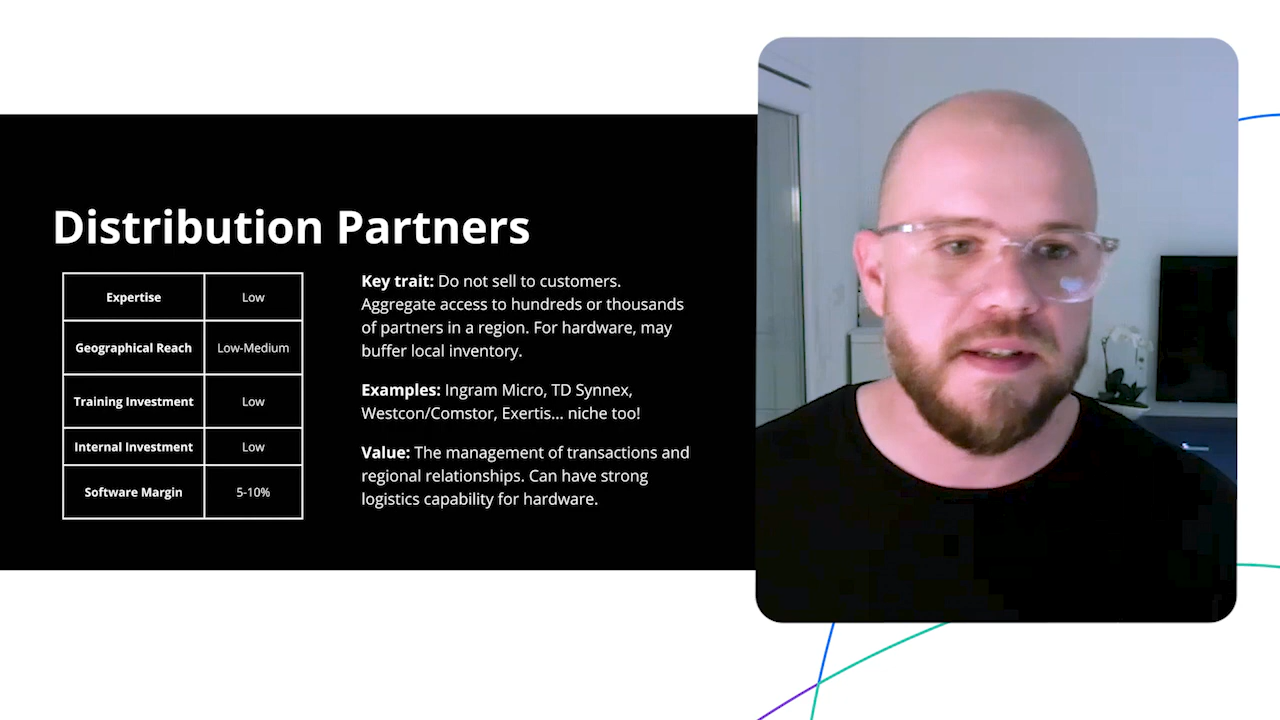 Distribution Partners
Expertise Low
Geographical Reach Low-Medium
Training Investment Low
Internal Investment Low
Software Margin 5-10%
Key trait: Do not sell to customers.
Aggregate access to hundreds or thousands
of partners in a region. For hardware, may
buffer local inventory.
Examples: Ingram Micro, TD Synnex,
Westcon/Comstor, Exertis... niche too!
Value: The management of transactions and
regional relationships. Can have strong
logistics capability for hardware.